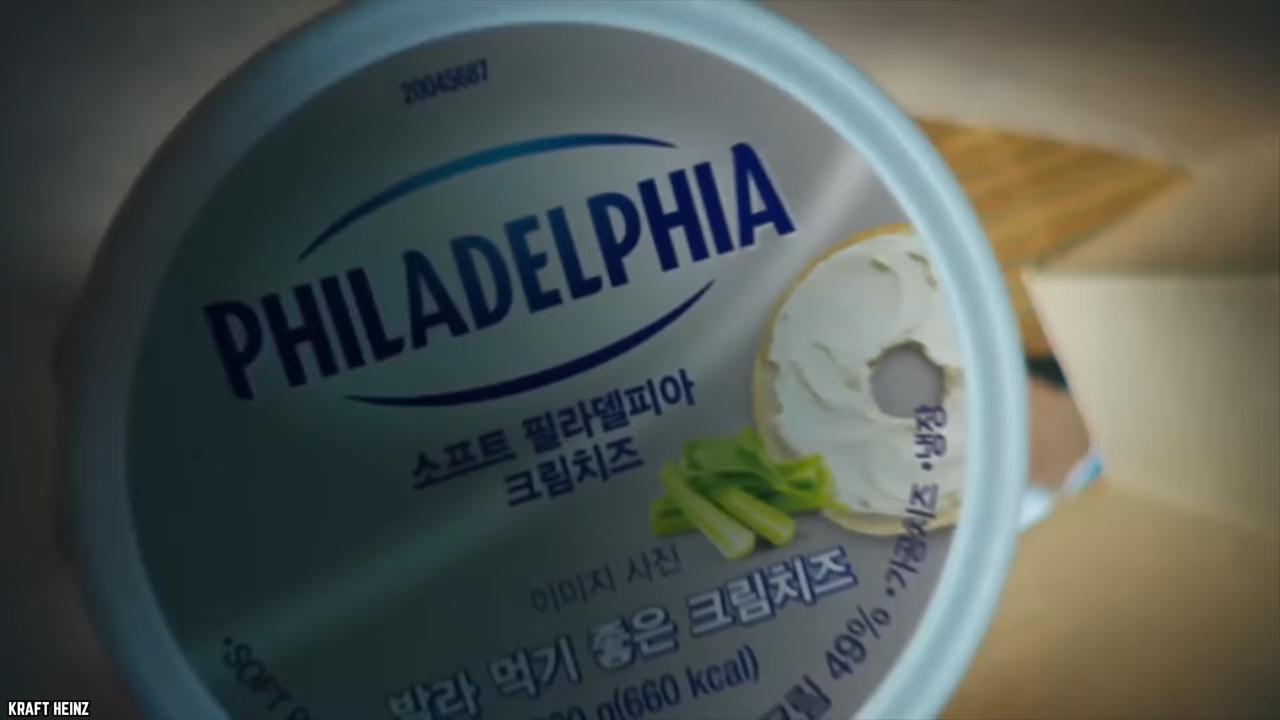 20045687
PHILADELPHIA
소프트 필라델피아
크림치즈
이미지 사진
발라 먹기 좋은 크림치즈
g(660 kcal)
•SOFT
49% •가공치즈 •냉장
KRAFT HEINZ